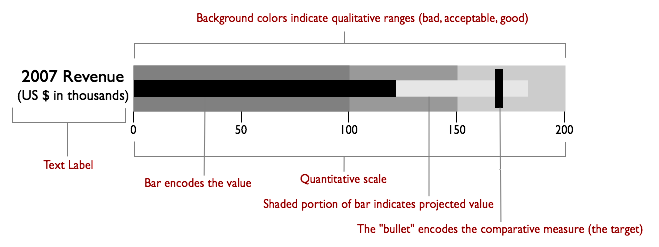 Background colors indicate qualitative ranges (bad, acceptable, good)
2007 Revenue
(US $ in thousands)
0 50 100 150 200
Text Label
Bar encodes the value
Quantitative scale
Shaded portion of bar indicates projected value
The "bullet" encodes the comparative measure (the target)